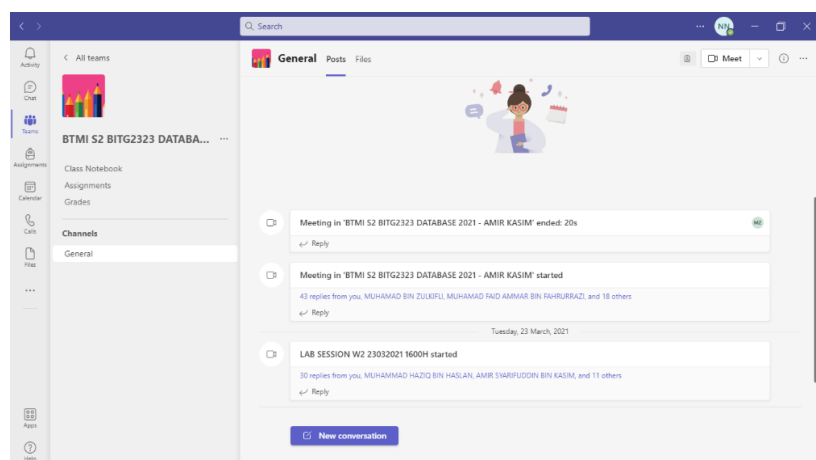 Search
NN
Activity
Chat
Teams
Assignments
Calendar
Calls
Files
Apps
Help
All teams
BTMI S2 BITG2323 DATABA...
Class Notebook
Assignments
Grades
Channels
General
General Posts Files
Meet
Meeting in 'BTMI S2 BITG2323 DATABASE 2021 - AMIR KASIM' ended: 20s
MZ
Reply
Meeting in 'BTMI S2 BITG2323 DATABASE 2021 - AMIR KASIM' started
43 replies from you, MUHAMAD BIN ZULKIFLI, MUHAMAD FAID AMMAR BIN FAHRURRAZI, and 18 others
Reply
Tuesday, 23 March, 2021
LAB SESSION W2 23032021 1600H started
30 replies from you, MUHAMMAD HAZIQ BIN HASLAN, AMIR SYARIFUDDIN BIN KASIM, and 11 others
Reply
New conversation